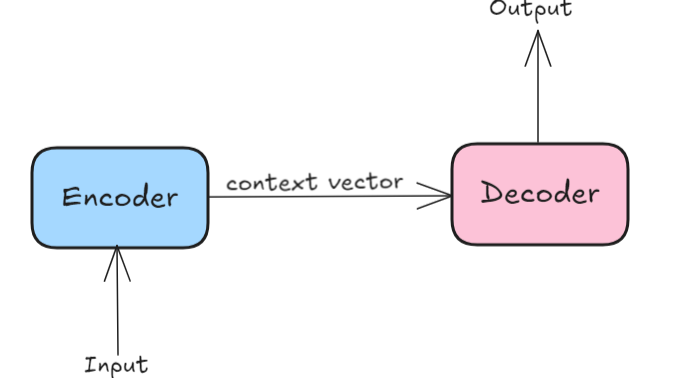 Output
Encoder
context vector
Decoder
Input